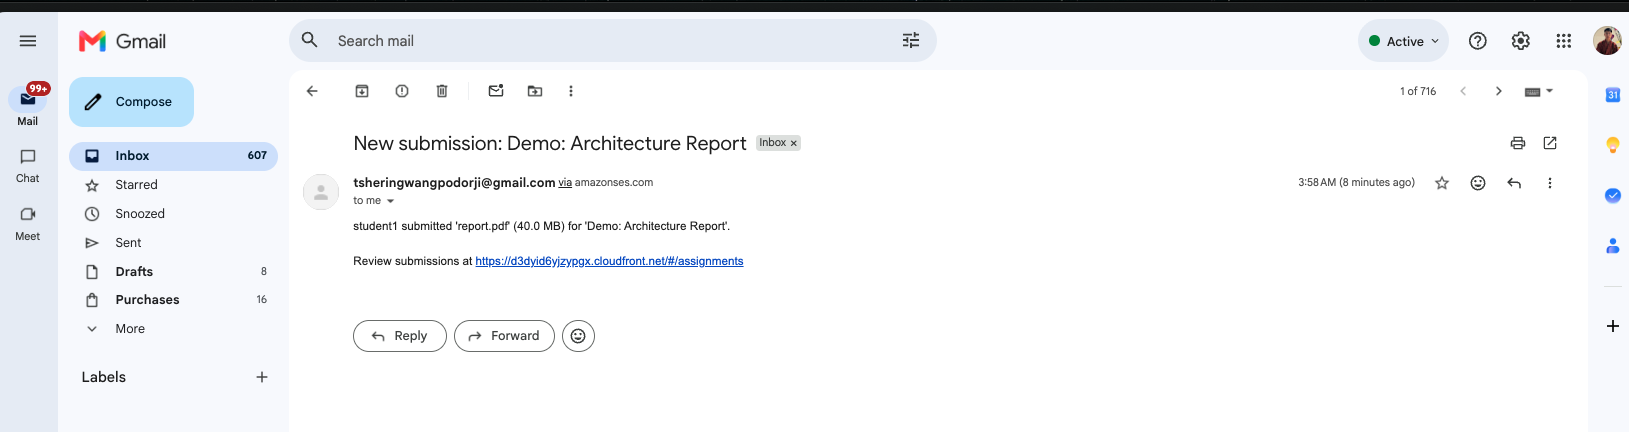 Gmail
Search mail
Active
99+
Mail
Compose
1 of 716
31
Inbox 607
New submission: Demo: Architecture Report Inbox ×
Chat
Starred
tsheringwangpodorji@gmail.com via amazonses.com
3:58 AM (8 minutes ago)
to me
Snoozed
student1 submitted 'report.pdf' (40.0 MB) for 'Demo: Architecture Report'.
Meet
Sent
Review submissions at https://d3dyid6yjzypgx.cloudfront.net/#/assignments
Drafts 8
Purchases 16
More
Reply
Forward
Labels